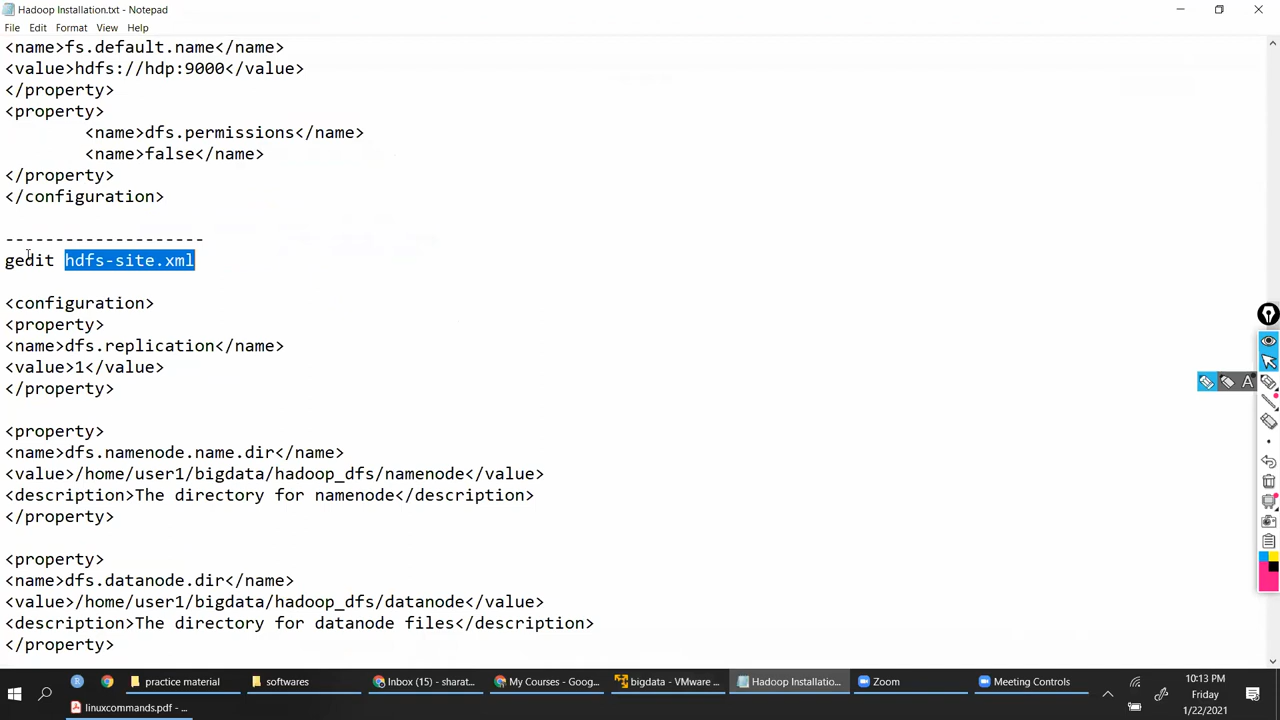 Hadoop Installation.txt - Notepad
File Edit Format View Help
<name>fs.default.name</name>
<value>hdfs://hdp:9000</value>
</property>
<property>
<name>dfs.permissions</name>
<name>false</name>
</property>
</configuration>
--------------------
gedit hdfs-site.xml
<configuration>
<property>
<name>dfs.replication</name>
<value>1</value>
</property>
<property>
<name>dfs.namenode.name.dir</name>
<value>/home/user1/bigdata/hadoop_dfs/namenode</value>
<description>The directory for namenode</description>
</property>
<property>
<name>dfs.datanode.dir</name>
<value>/home/user1/bigdata/hadoop_dfs/datanode</value>
<description>The directory for datanode files</description>
</property>
A
practice material
softwares
Inbox (15) - sharat...
My Courses - Goog...
bigdata - VMware ...
Hadoop Installatio...
Zoom
Meeting Controls
linuxcommands.pdf - ...
10:13 PM
Friday
1/22/2021